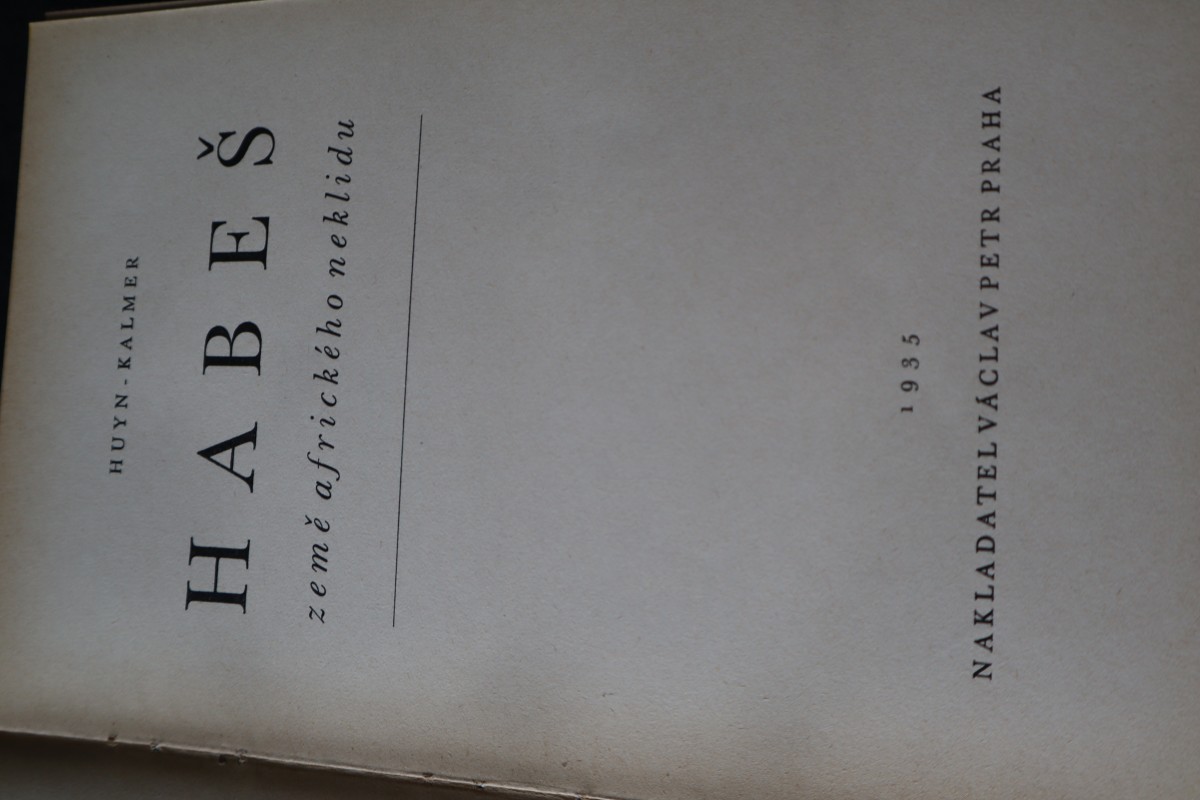 HUYN-KALMER
HABEŠ
země afrického neklidu
1935
NAKLADATEL VÁCLAV PETR PRAHA